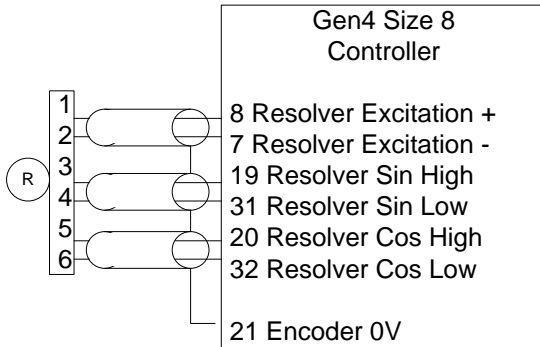 Gen4 Size 8
Controller
1
2
3
4
5
6
R
8 Resolver Excitation +
7 Resolver Excitation -
19 Resolver Sin High
31 Resolver Sin Low
20 Resolver Cos High
32 Resolver Cos Low
21 Encoder 0V